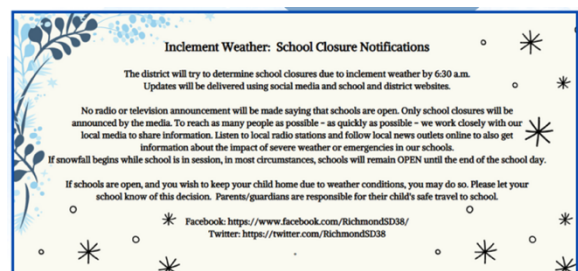 Inclement Weather: School Closure Notifications
The district will try to determine school closures due to inclement weather by 6:30 a.m.
Updates will be delivered using social media and school and district websites.
No radio or television announcement will be made saying that schools are open. Only school closures will be
announced by the media. To reach as many people as possible - as quickly as possible - we work closely with our
local media to share information. Listen to local radio stations and follow local news outlets online to also get
information about the impact of severe weather or emergencies in our schools.
If snowfall begins while school is in session, in most circumstances, schools will remain OPEN until the end of the school day.
If schools are open, and you wish to keep your child home due to weather conditions, you may do so. Please let your
school know of this decision. Parents/guardians are responsible for their child's safe travel to school.
Facebook: https://www.facebook.com/RichmondSD38/
Twitter: https://twitter.com/RichmondSD38